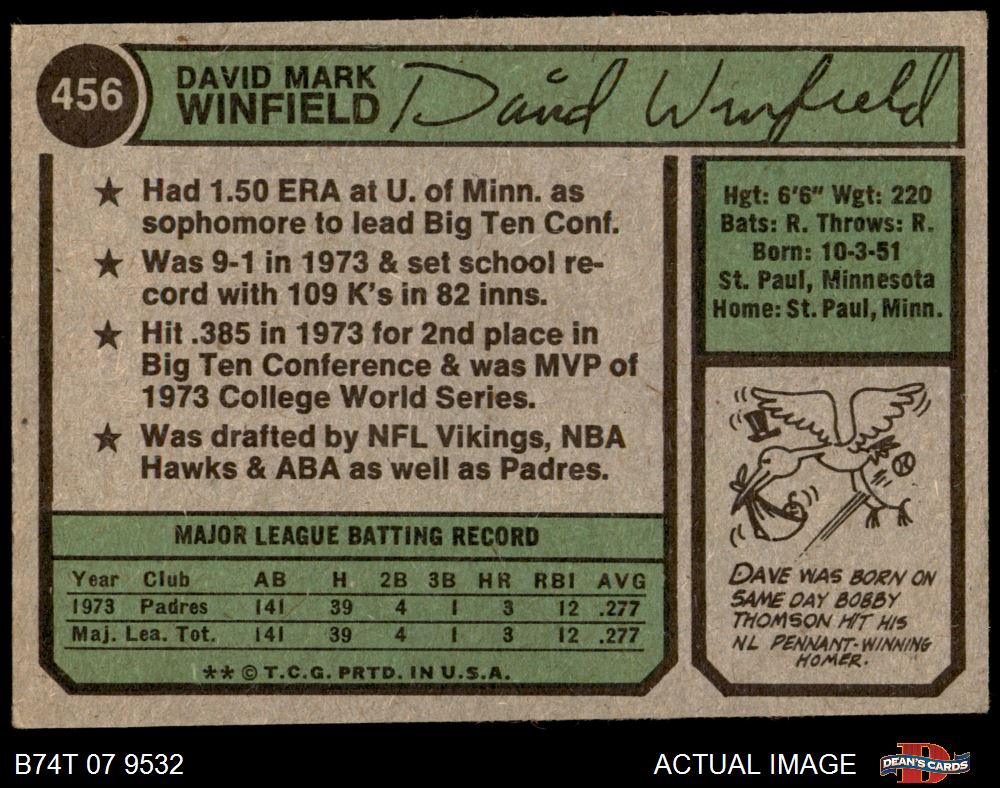 456
DAVID MARK
WINFIELD
David Winfield
★ Had 1.50 ERA at U. of Minn. as
sophomore to lead Big Ten Conf.
★ Was 9-1 in 1973 & set school re-
cord with 109 K's in 82 inns.
★ Hit .385 in 1973 for 2nd place in
Big Ten Conference & was MVP of
1973 College World Series.
★ Was drafted by NFL Vikings, NBA
Hawks & ABA as well as Padres.
Hgt: 6'6" Wgt: 220
Bats: R. Throws: R.
Born: 10-3-51
St. Paul, Minnesota
Home: St. Paul, Minn.
MAJOR LEAGUE BATTING RECORD
Year Club AB H 2B 3B HR RBI AVG
1973 Padres 141 39 4 1 3 12 .277
Maj. Lea. Tot. 141 39 4 1 3 12 .277
** © T.C.G. PRTD. IN U.S.A.
DAVE WAS BORN ON
SAME DAY BOBBY
THOMSON HIT HIS
NL PENNANT-WINNING
HOMER.
B74T 07 9532
ACTUAL IMAGE
D
DEAN'S CARDS